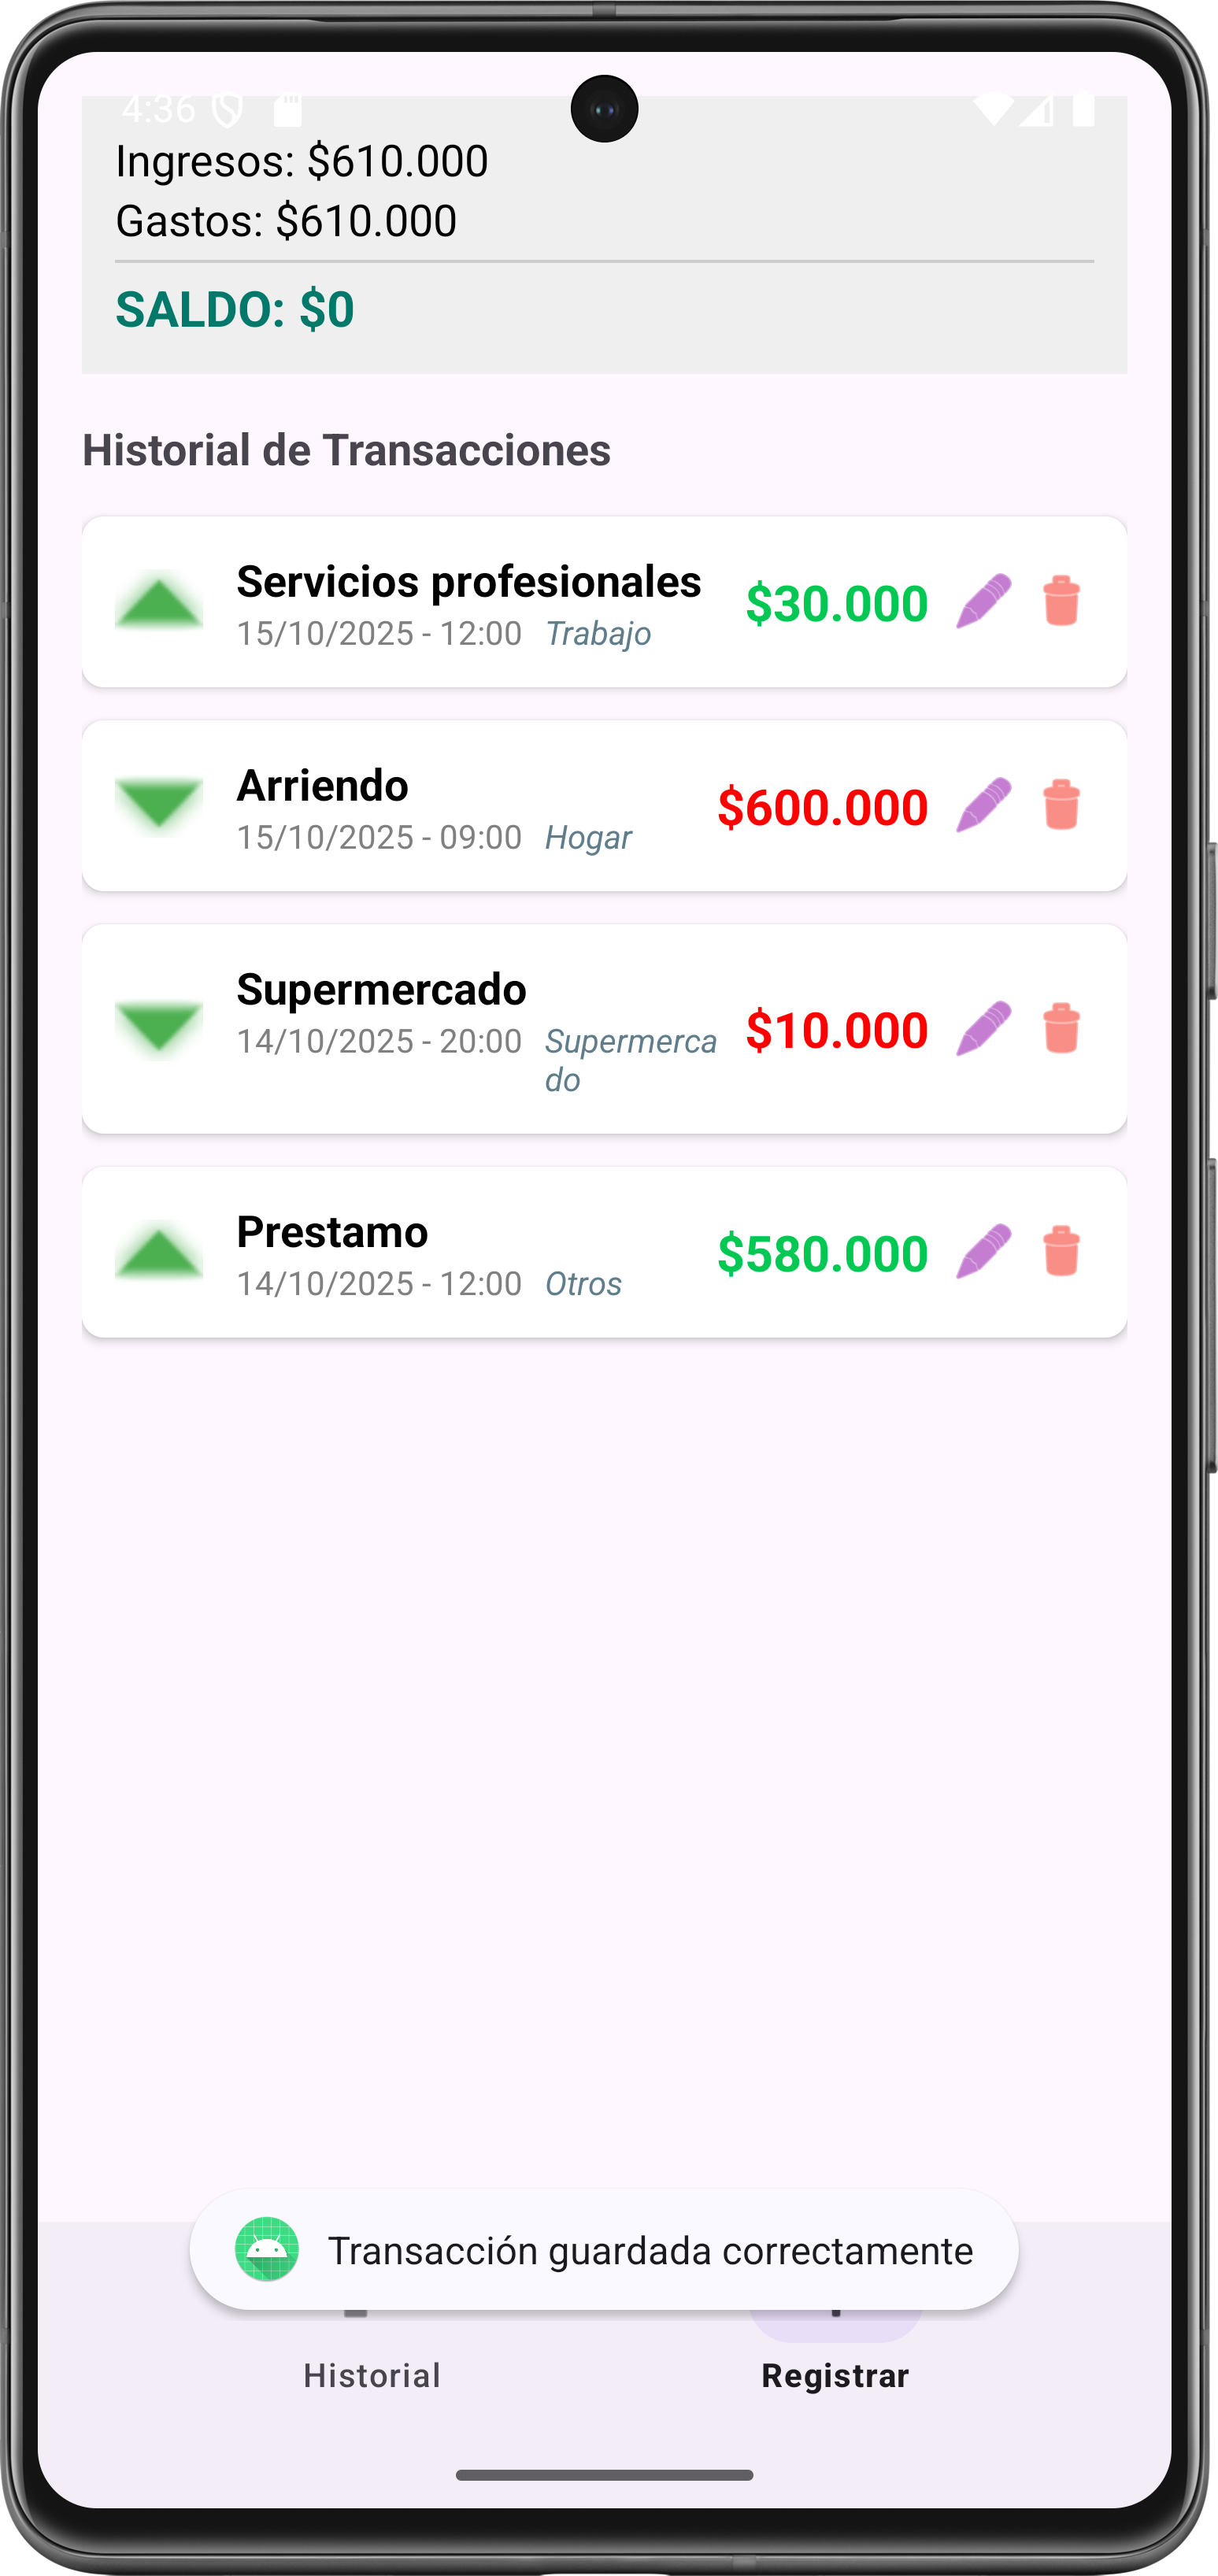 4:36
Ingresos: $610.000
Gastos: $610.000
SALDO: $0
Historial de Transacciones
Servicios profesionales
15/10/2025 - 12:00 Trabajo
$30.000
Arriendo
15/10/2025 - 09:00 Hogar
$600.000
Supermercado
14/10/2025 - 20:00 Supermerca
do
$10.000
Prestamo
14/10/2025 - 12:00 Otros
$580.000
Transacción guardada correctamente
Historial
Registrar